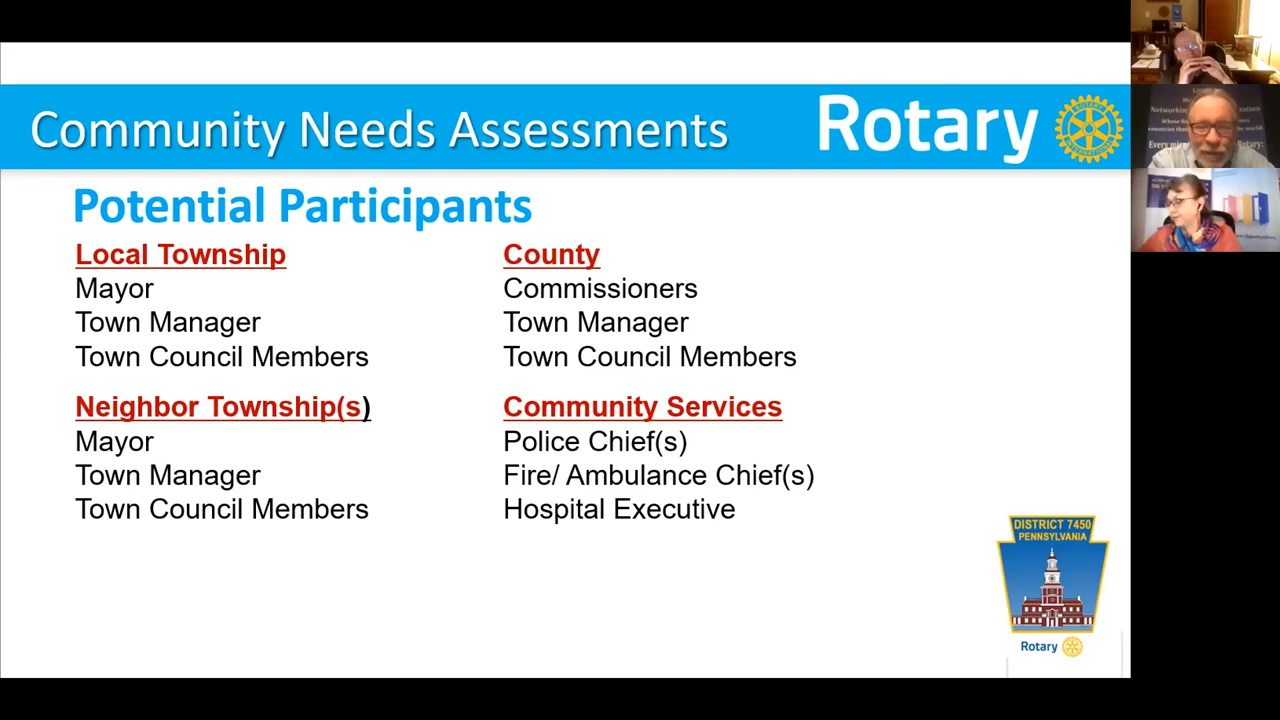 Community Needs Assessments
Rotary
Potential Participants
Local Township
Mayor
Town Manager
Town Council Members
County
Commissioners
Town Manager
Town Council Members
Neighbor Township(s)
Mayor
Town Manager
Town Council Members
Community Services
Police Chief(s)
Fire/ Ambulance Chief(s)
Hospital Executive
DISTRICT 7450
PENNSYLVANIA
Rotary